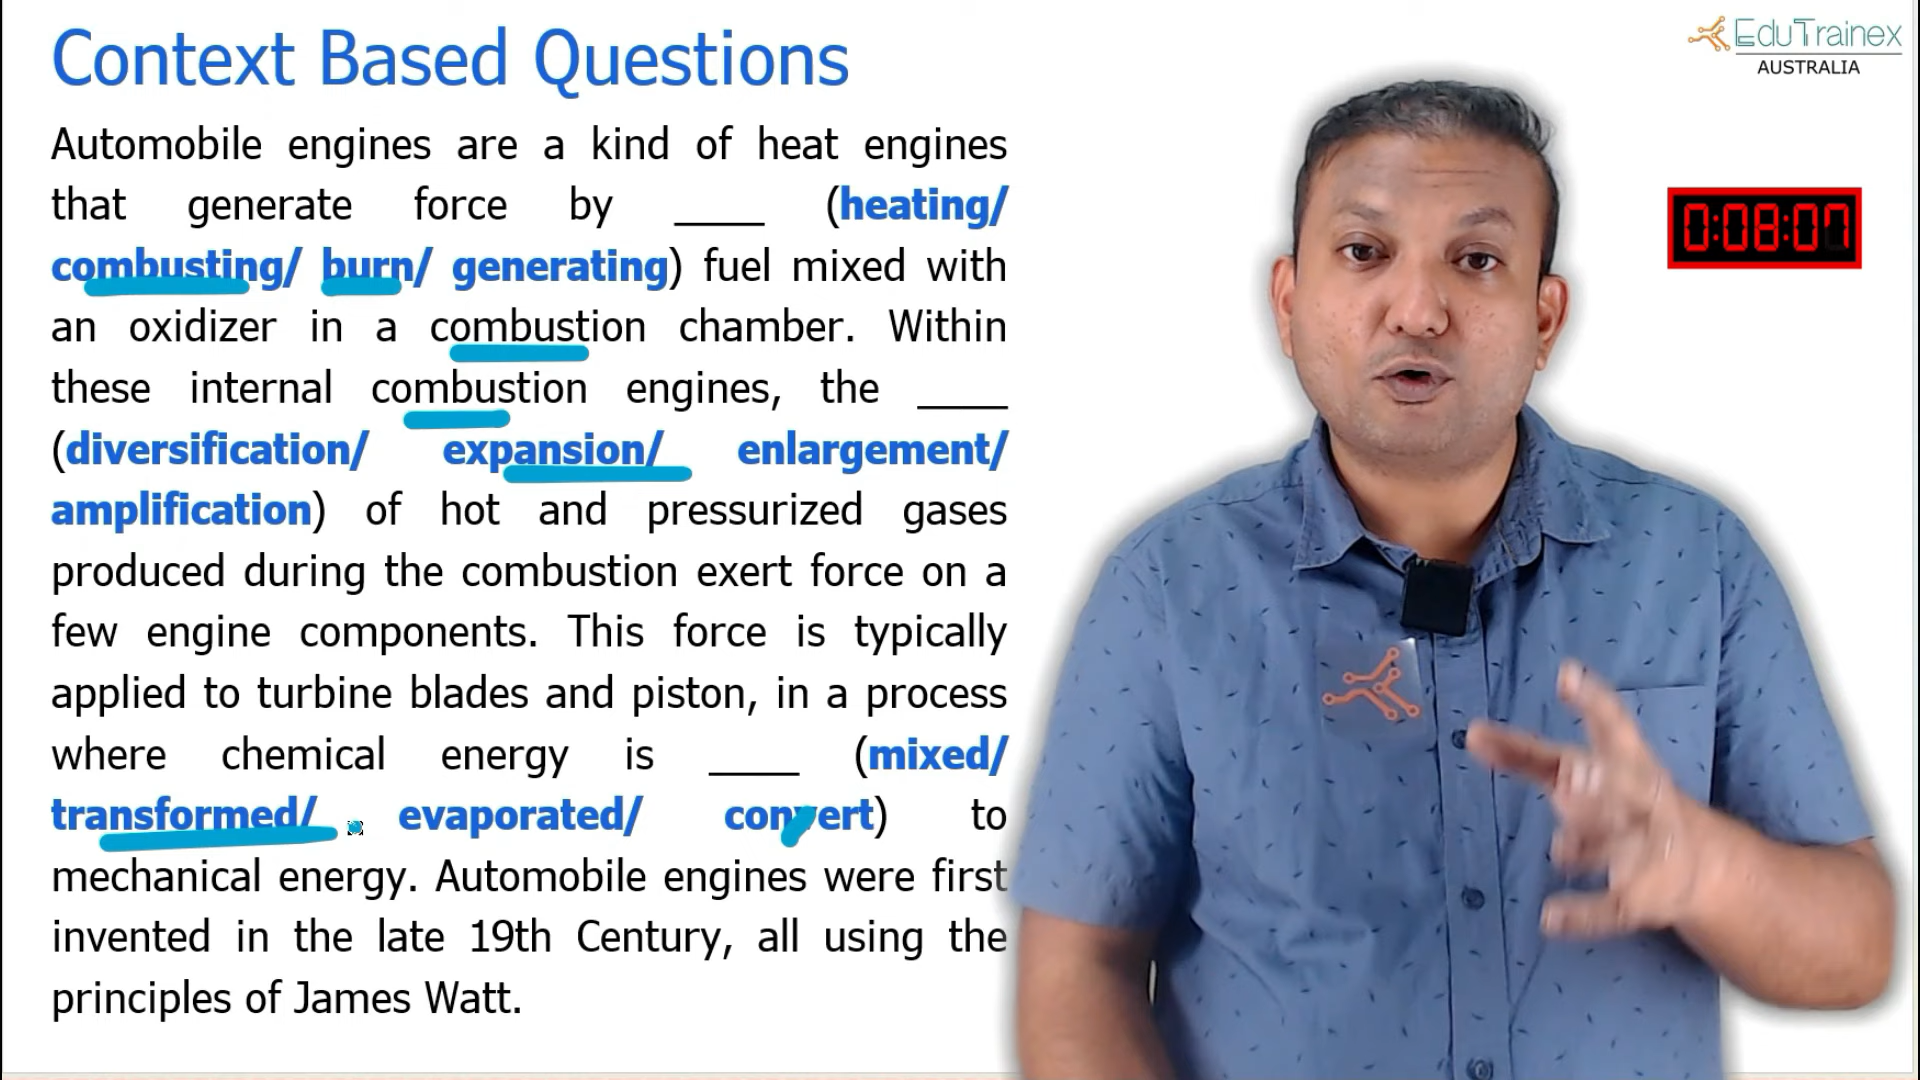 Context Based Questions
Automobile engines are a kind of heat engines
that generate force by ____ (heating/
combusting/ burn/ generating) fuel mixed with
an oxidizer in a combustion chamber. Within
these internal combustion engines, the ____
(diversification/ expansion/ enlargement/
amplification) of hot and pressurized gases
produced during the combustion exert force on a
few engine components. This force is typically
applied to turbine blades and piston, in a process
where chemical energy is ____ (mixed/
transformed/ evaporated/ convert) to
mechanical energy. Automobile engines were first
invented in the late 19th Century, all using the
principles of James Watt.
EduTrainex
AUSTRALIA
0:08:07